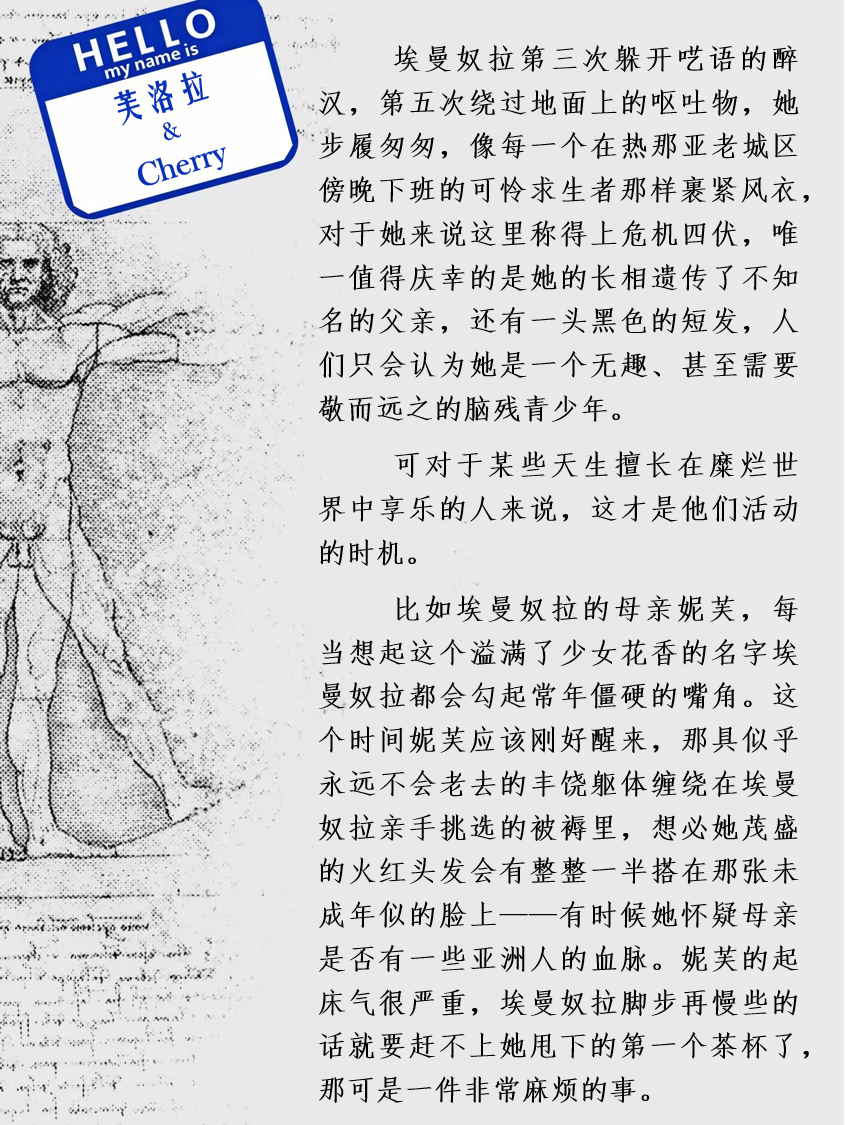 HELLO
my name is
芙洛拉
&
Cherry
埃曼奴拉第三次躲开呓语的醉
汉，第五次绕过地面上的呕吐物，她
步履匆匆，像每一个在热那亚老城区
傍晚下班的可怜求生者那样裹紧风衣，
对于她来说这里称得上危机四伏，唯
一值得庆幸的是她的长相遗传了不知
名的父亲，还有一头黑色的短发，人
们只会认为她是一个无趣、甚至需要
敬而远之的脑残青少年。
可对于某些天生擅长在糜烂世
界中享乐的人来说，这才是他们活动
的时机。
比如埃曼奴拉的母亲妮芙，每
当想起这个溢满了少女花香的名字埃
曼奴拉都会勾起常年僵硬的嘴角。这
个时间妮芙应该刚好醒来，那具似乎
永远不会老去的丰饶躯体缠绕在埃曼
奴拉亲手挑选的被褥里，想必她茂盛
的火红头发会有整整一半搭在那张未
成年似的脸上——有时候她怀疑母亲
是否有一些亚洲人的血脉。妮芙的起
床气很严重，埃曼奴拉脚步再慢些的
话就要赶不上她甩下的第一个茶杯了，
那可是一件非常麻烦的事。